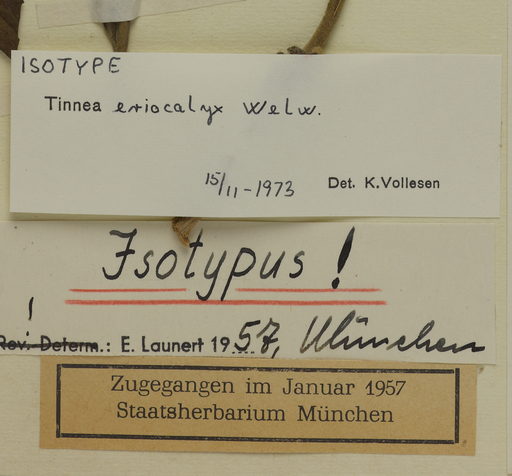 ISOTYPE
Tinnea eriocalyx Welw.
15/11-1973 Det. K.Vollesen
Isotypus !
!
Rev. Determ.: E. Launert 1957, München
Zugegangen im Januar 1957
Staatsherbarium München